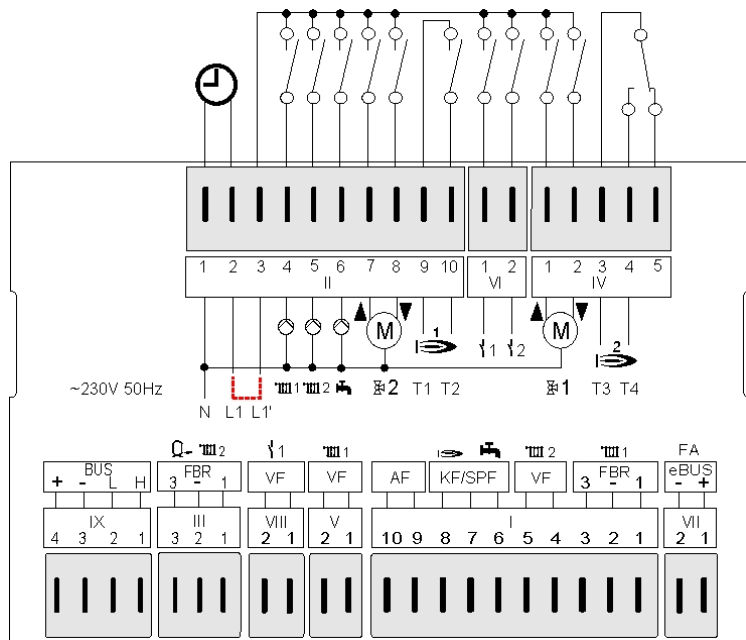 1 2 3 4 5 6 7 8 9 10 1 2 1 2 3 4 5
II VI IV
M 1 M 2
1 2
~230V 50Hz N L1 L1' 1 2 2 T1 T2 1 T3 T4
2 1 1 2 1 FA
BUS FBR VF VF AF KF/SPF VF FBR eBUS
+ - L H 3 - 1 3 - 1 - +
IX III VIII V I VII
4 3 2 1 3 2 1 2 1 2 1 10 9 8 7 6 5 4 3 2 1 2 1